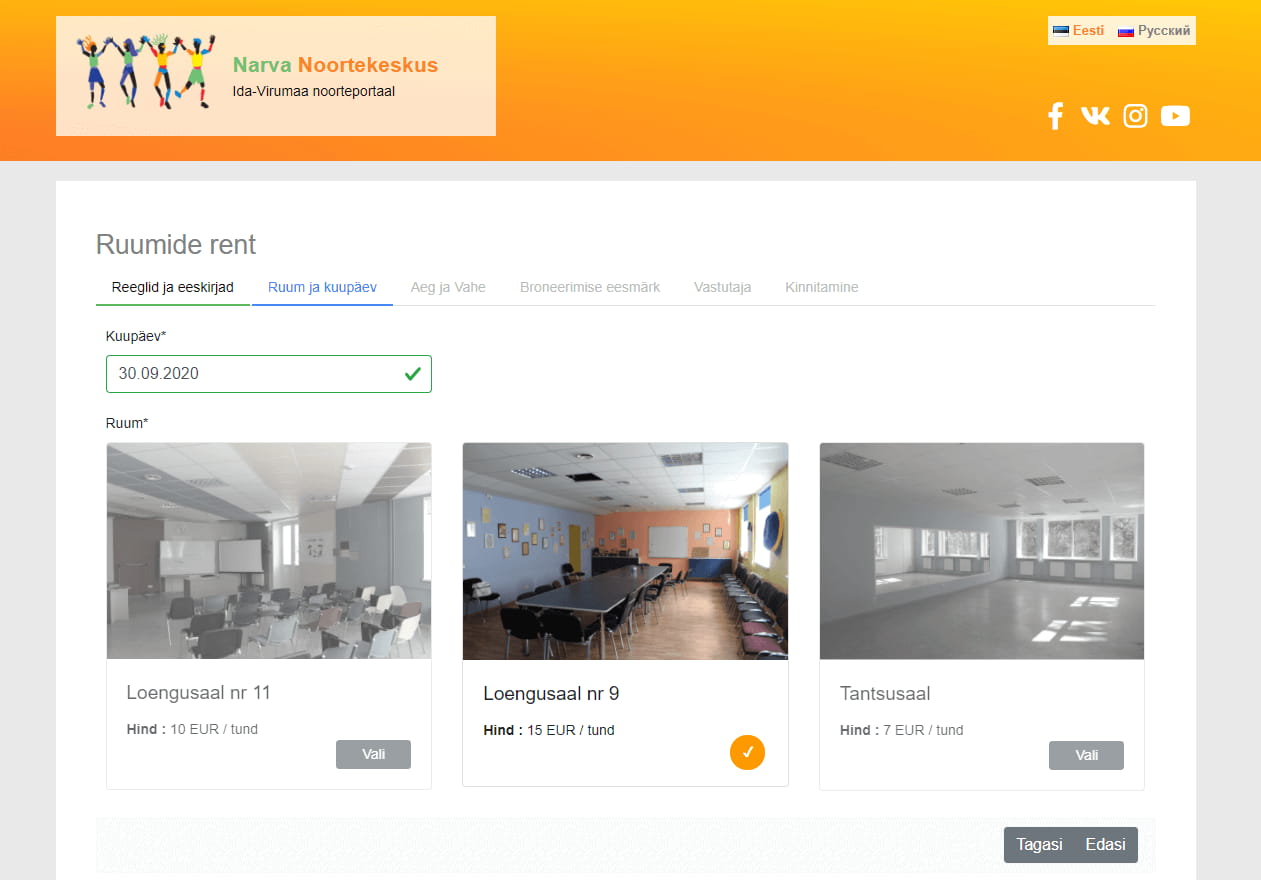 Narva Noortekeskus
Ida-Virumaa noorteportaal
Eesti Русский
Ruumide rent
Reeglid ja eeskirjad Ruum ja kuupäev Aeg ja Vahe Broneerimise eesmärk Vastutaja Kinnitamine
Kuupäev*
30.09.2020
Ruum*
Loengusaal nr 11
Hind : 10 EUR / tund
Vali
Loengusaal nr 9
Hind : 15 EUR / tund
Tantsusaal
Hind : 7 EUR / tund
Vali
Tagasi Edasi